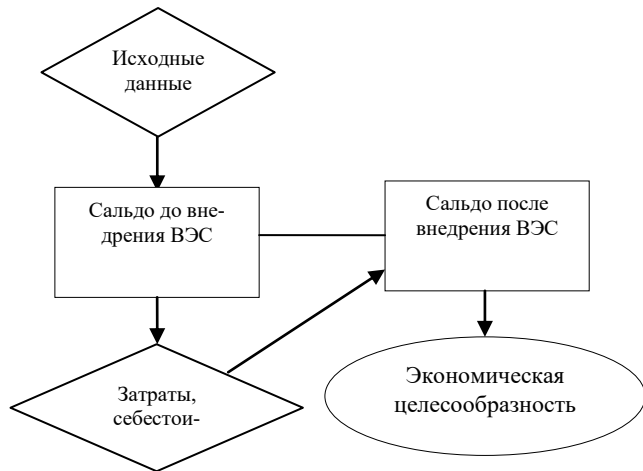 Исходные
данные
Сальдо до вне-
дрения ВЭС
Сальдо после
внедрения ВЭС
Затраты,
себестои-
Экономическая
целесообразность